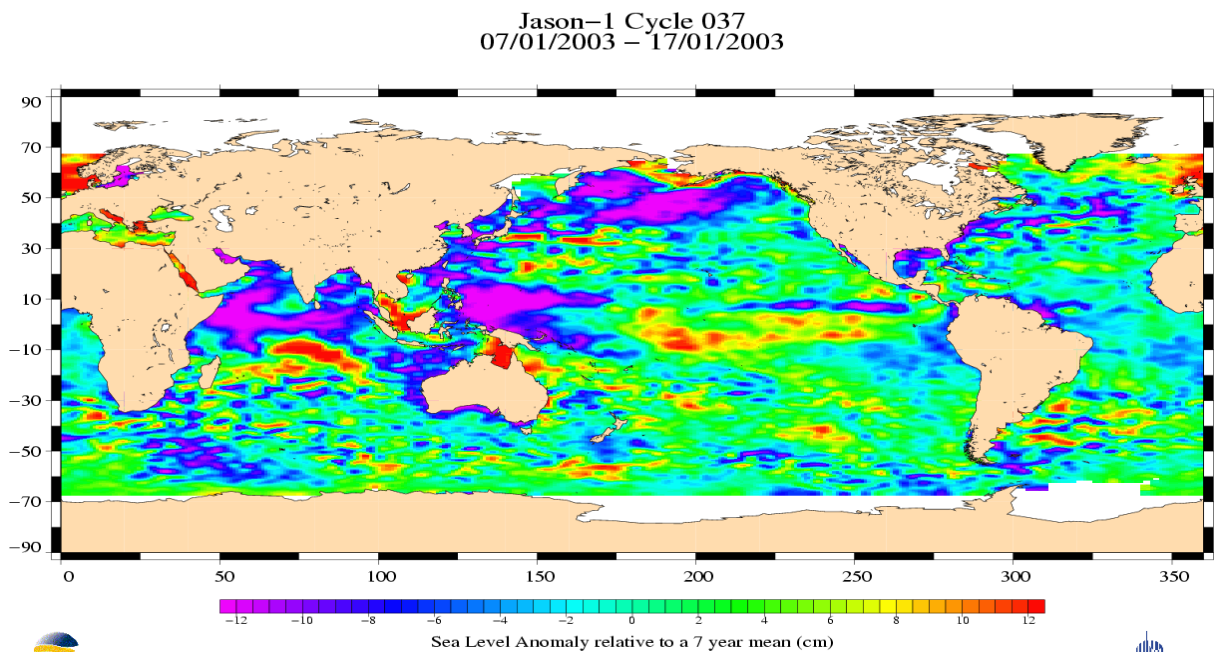 Jason−1 Cycle 037
07/01/2003 − 17/01/2003
90
70
50
30
10
−10
−30
−50
−70
−90
0 50 100 150 200 250 300 350
−12 −10 −8 −6 −4 −2 0 2 4 6 8 10 12
Sea Level Anomaly relative to a 7 year mean (cm)